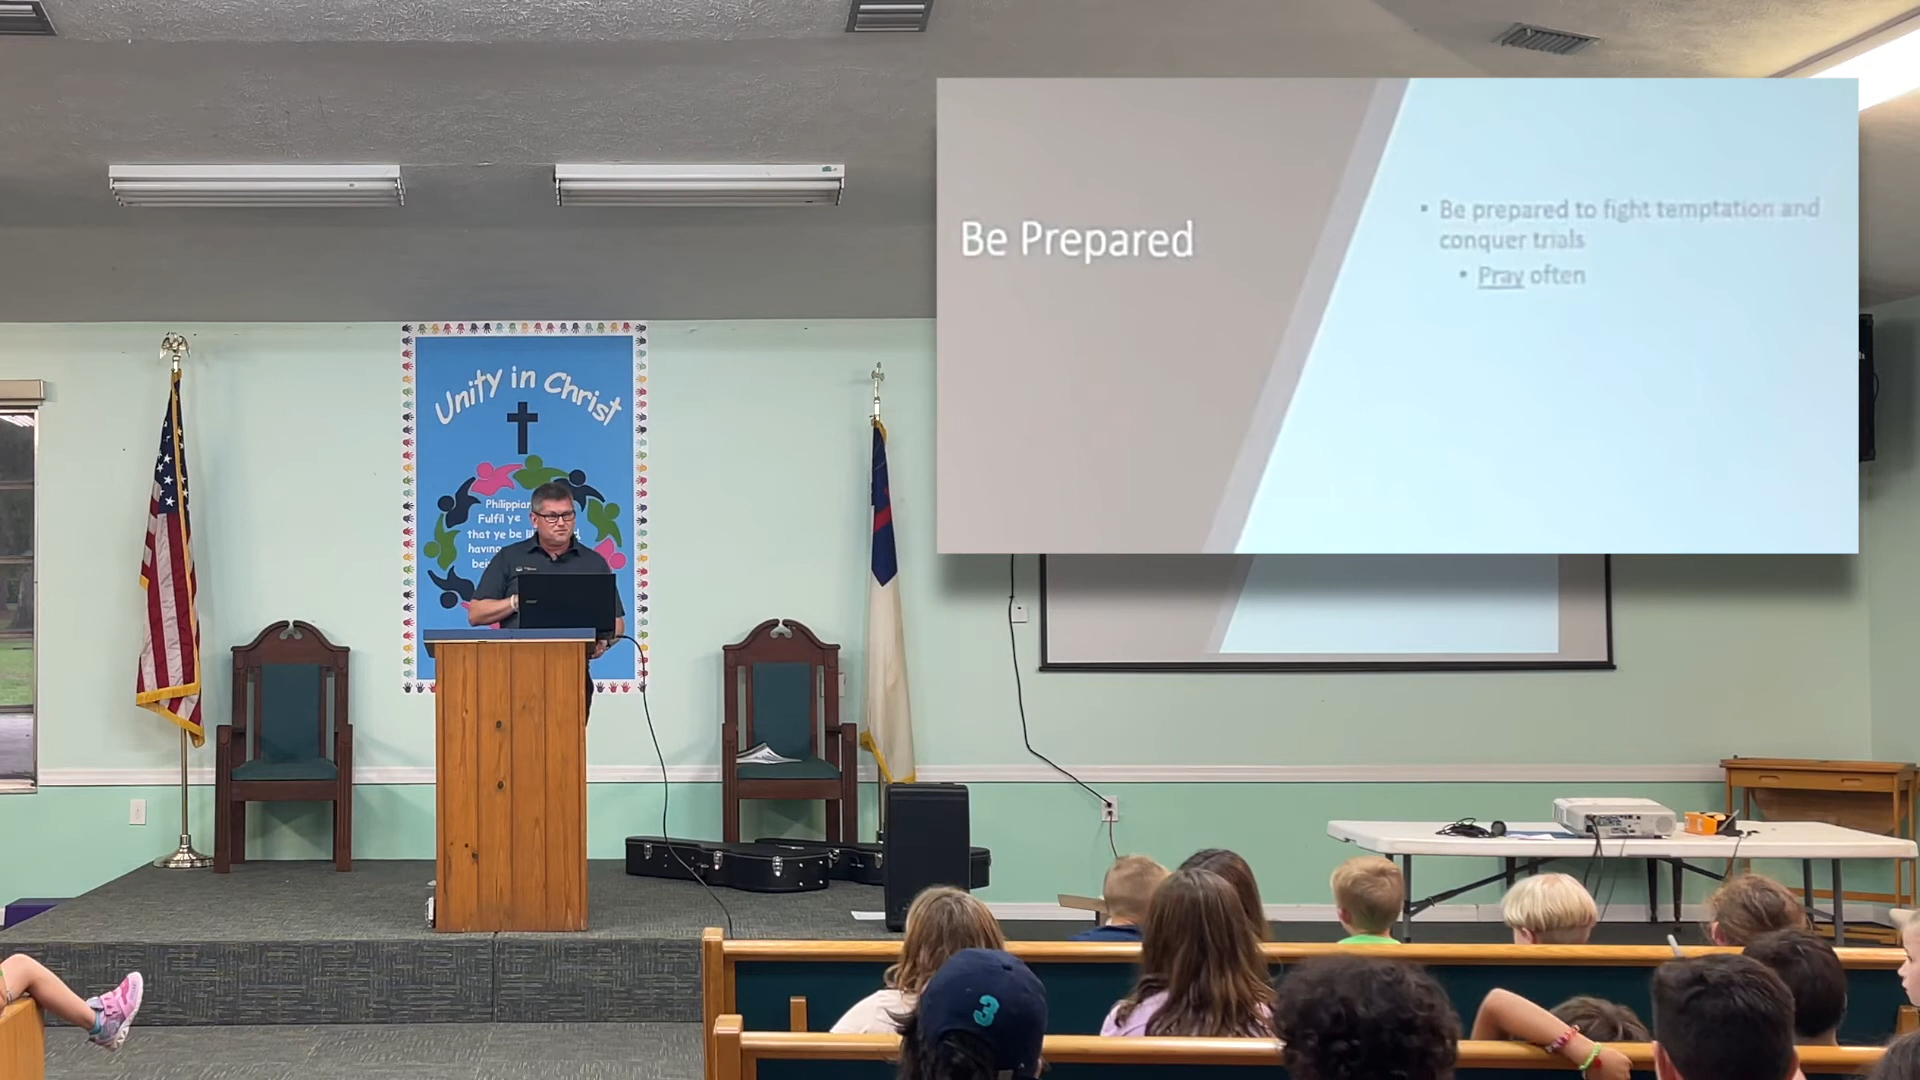 Be Prepared
• Be prepared to fight temptation and
conquer trials
• Pray often
Unity in Christ
Fulfil ye
that ye be
having
3